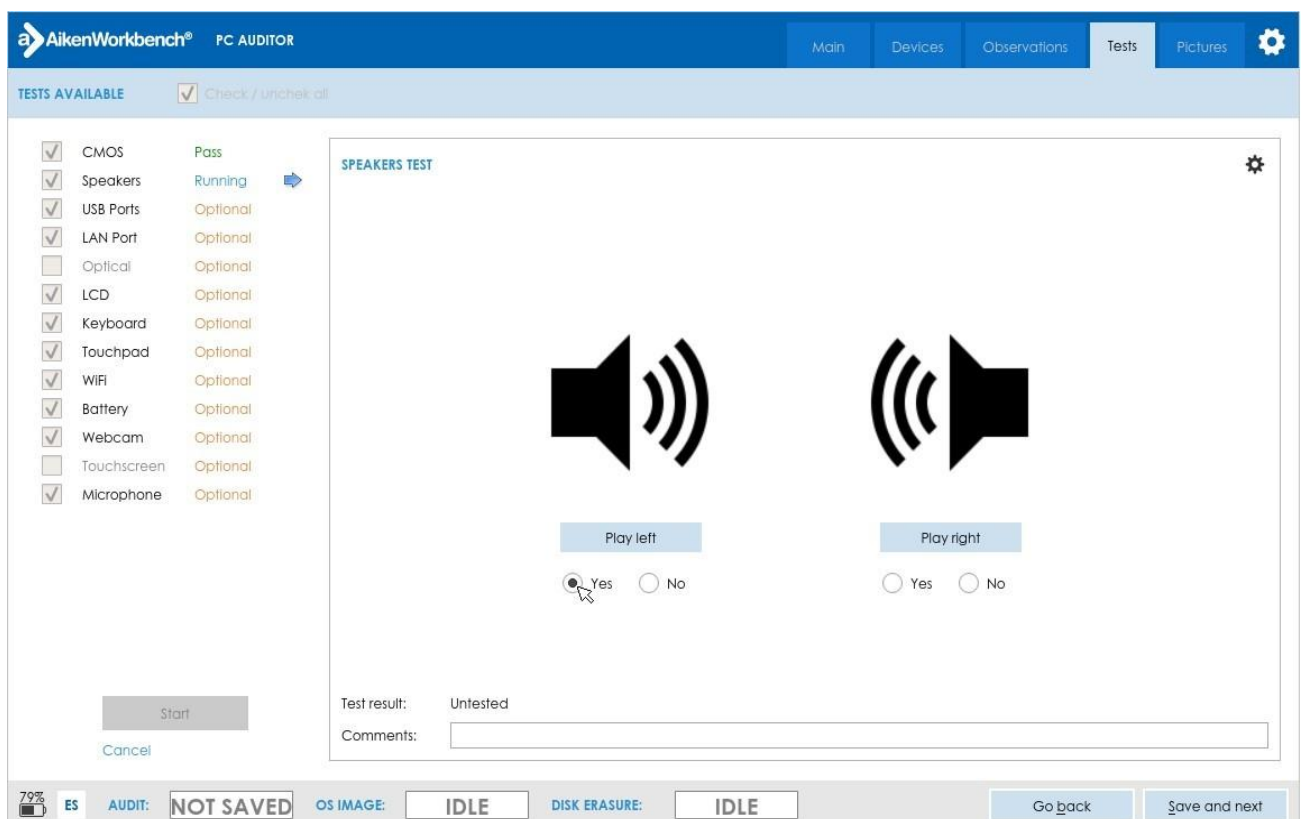 a AikenWorkbench® PC AUDITOR Main Devices Observations Tests Pictures
TESTS AVAILABLE Check / unchek all
CMOS Pass
Speakers Running
USB Ports Optional
LAN Port Optional
Optical Optional
LCD Optional
Keyboard Optional
Touchpad Optional
WiFi Optional
Battery Optional
Webcam Optional
Touchscreen Optional
Microphone Optional
Start
Cancel
SPEAKERS TEST
Play left Play right
Yes No Yes No
Test result: Untested
Comments:
79% ES AUDIT: NOT SAVED OS IMAGE: IDLE DISK ERASURE: IDLE Go back Save and next